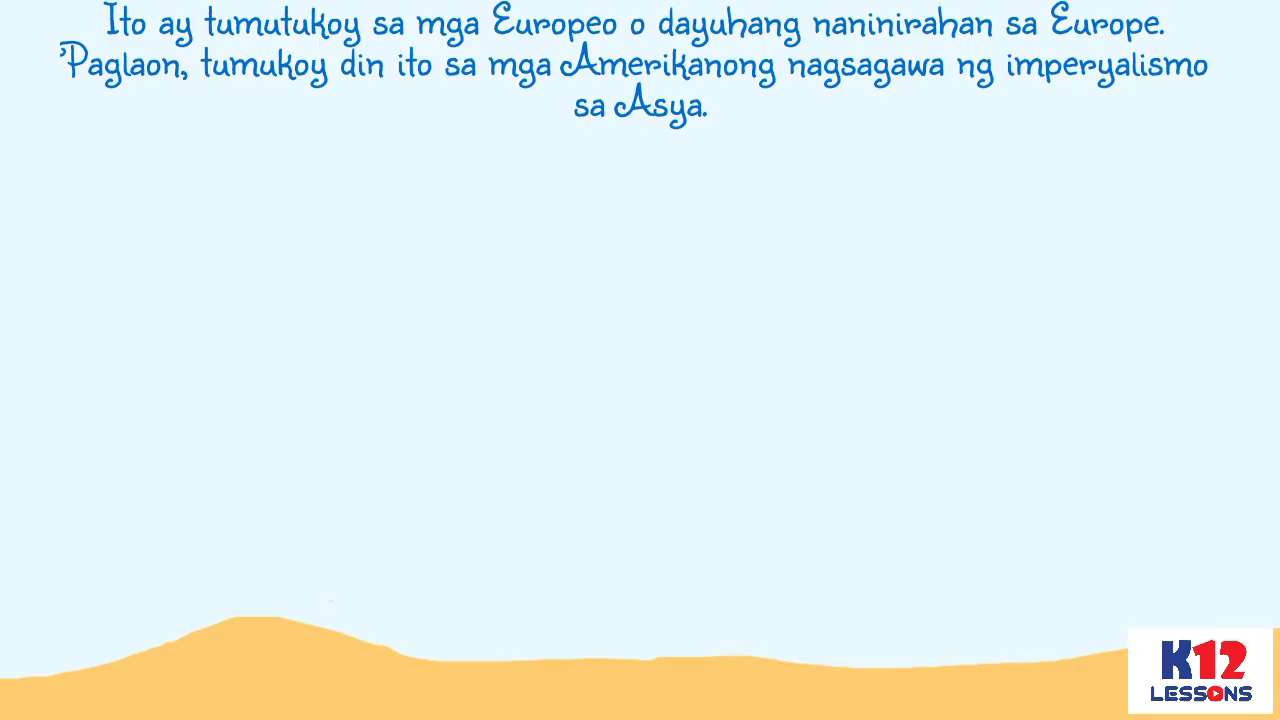 Ito ay tumutukoy sa mga Europeo o dayuhang naninirahan sa Europe.
Paglaon, tumukoy din ito sa mga Amerikanong nagsagawa ng imperyalismo
sa Asya.
K12
LESSONS